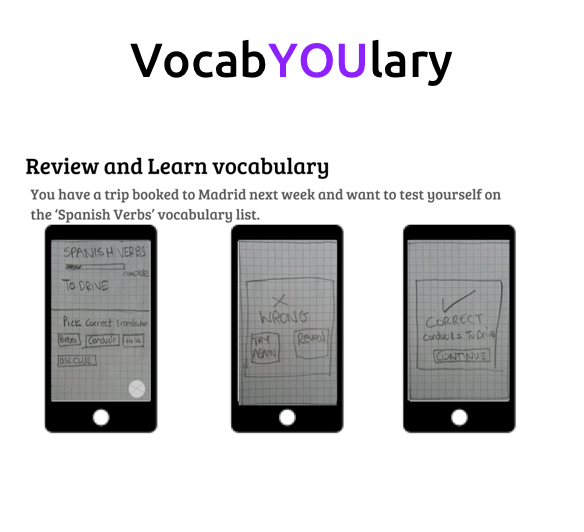 VocabYOUlary
Review and Learn vocabulary
You have a trip booked to Madrid next week and want to test yourself on
the ‘Spanish Verbs’ vocabulary list.
SPANISH VERBS
complete
TO DRIVE
Pick Correct Translation
Beber Conducir
USE CLUE
X
WRONG
TRY
AGAIN
REVEAL
CORRECT
Conducir = To Drive
CONTINUE